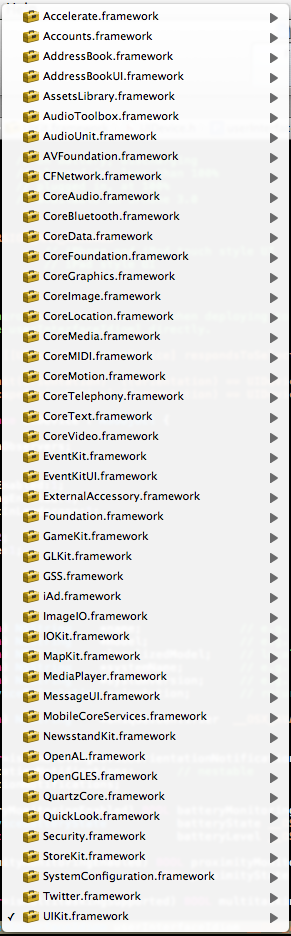 Accelerate.framework
Accounts.framework
AddressBook.framework
AddressBookUI.framework
AssetsLibrary.framework
AudioToolbox.framework
AudioUnit.framework
AVFoundation.framework
CFNetwork.framework
CoreAudio.framework
CoreBluetooth.framework
CoreData.framework
CoreFoundation.framework
CoreGraphics.framework
CoreImage.framework
CoreLocation.framework
CoreMedia.framework
CoreMIDI.framework
CoreMotion.framework
CoreTelephony.framework
CoreText.framework
CoreVideo.framework
EventKit.framework
EventKitUI.framework
ExternalAccessory.framework
Foundation.framework
GameKit.framework
GLKit.framework
GSS.framework
iAd.framework
ImageIO.framework
IOKit.framework
MapKit.framework
MediaPlayer.framework
MessageUI.framework
MobileCoreServices.framework
NewsstandKit.framework
OpenAL.framework
OpenGLES.framework
QuartzCore.framework
QuickLook.framework
Security.framework
StoreKit.framework
SystemConfiguration.framework
Twitter.framework
✓ UIKit.framework